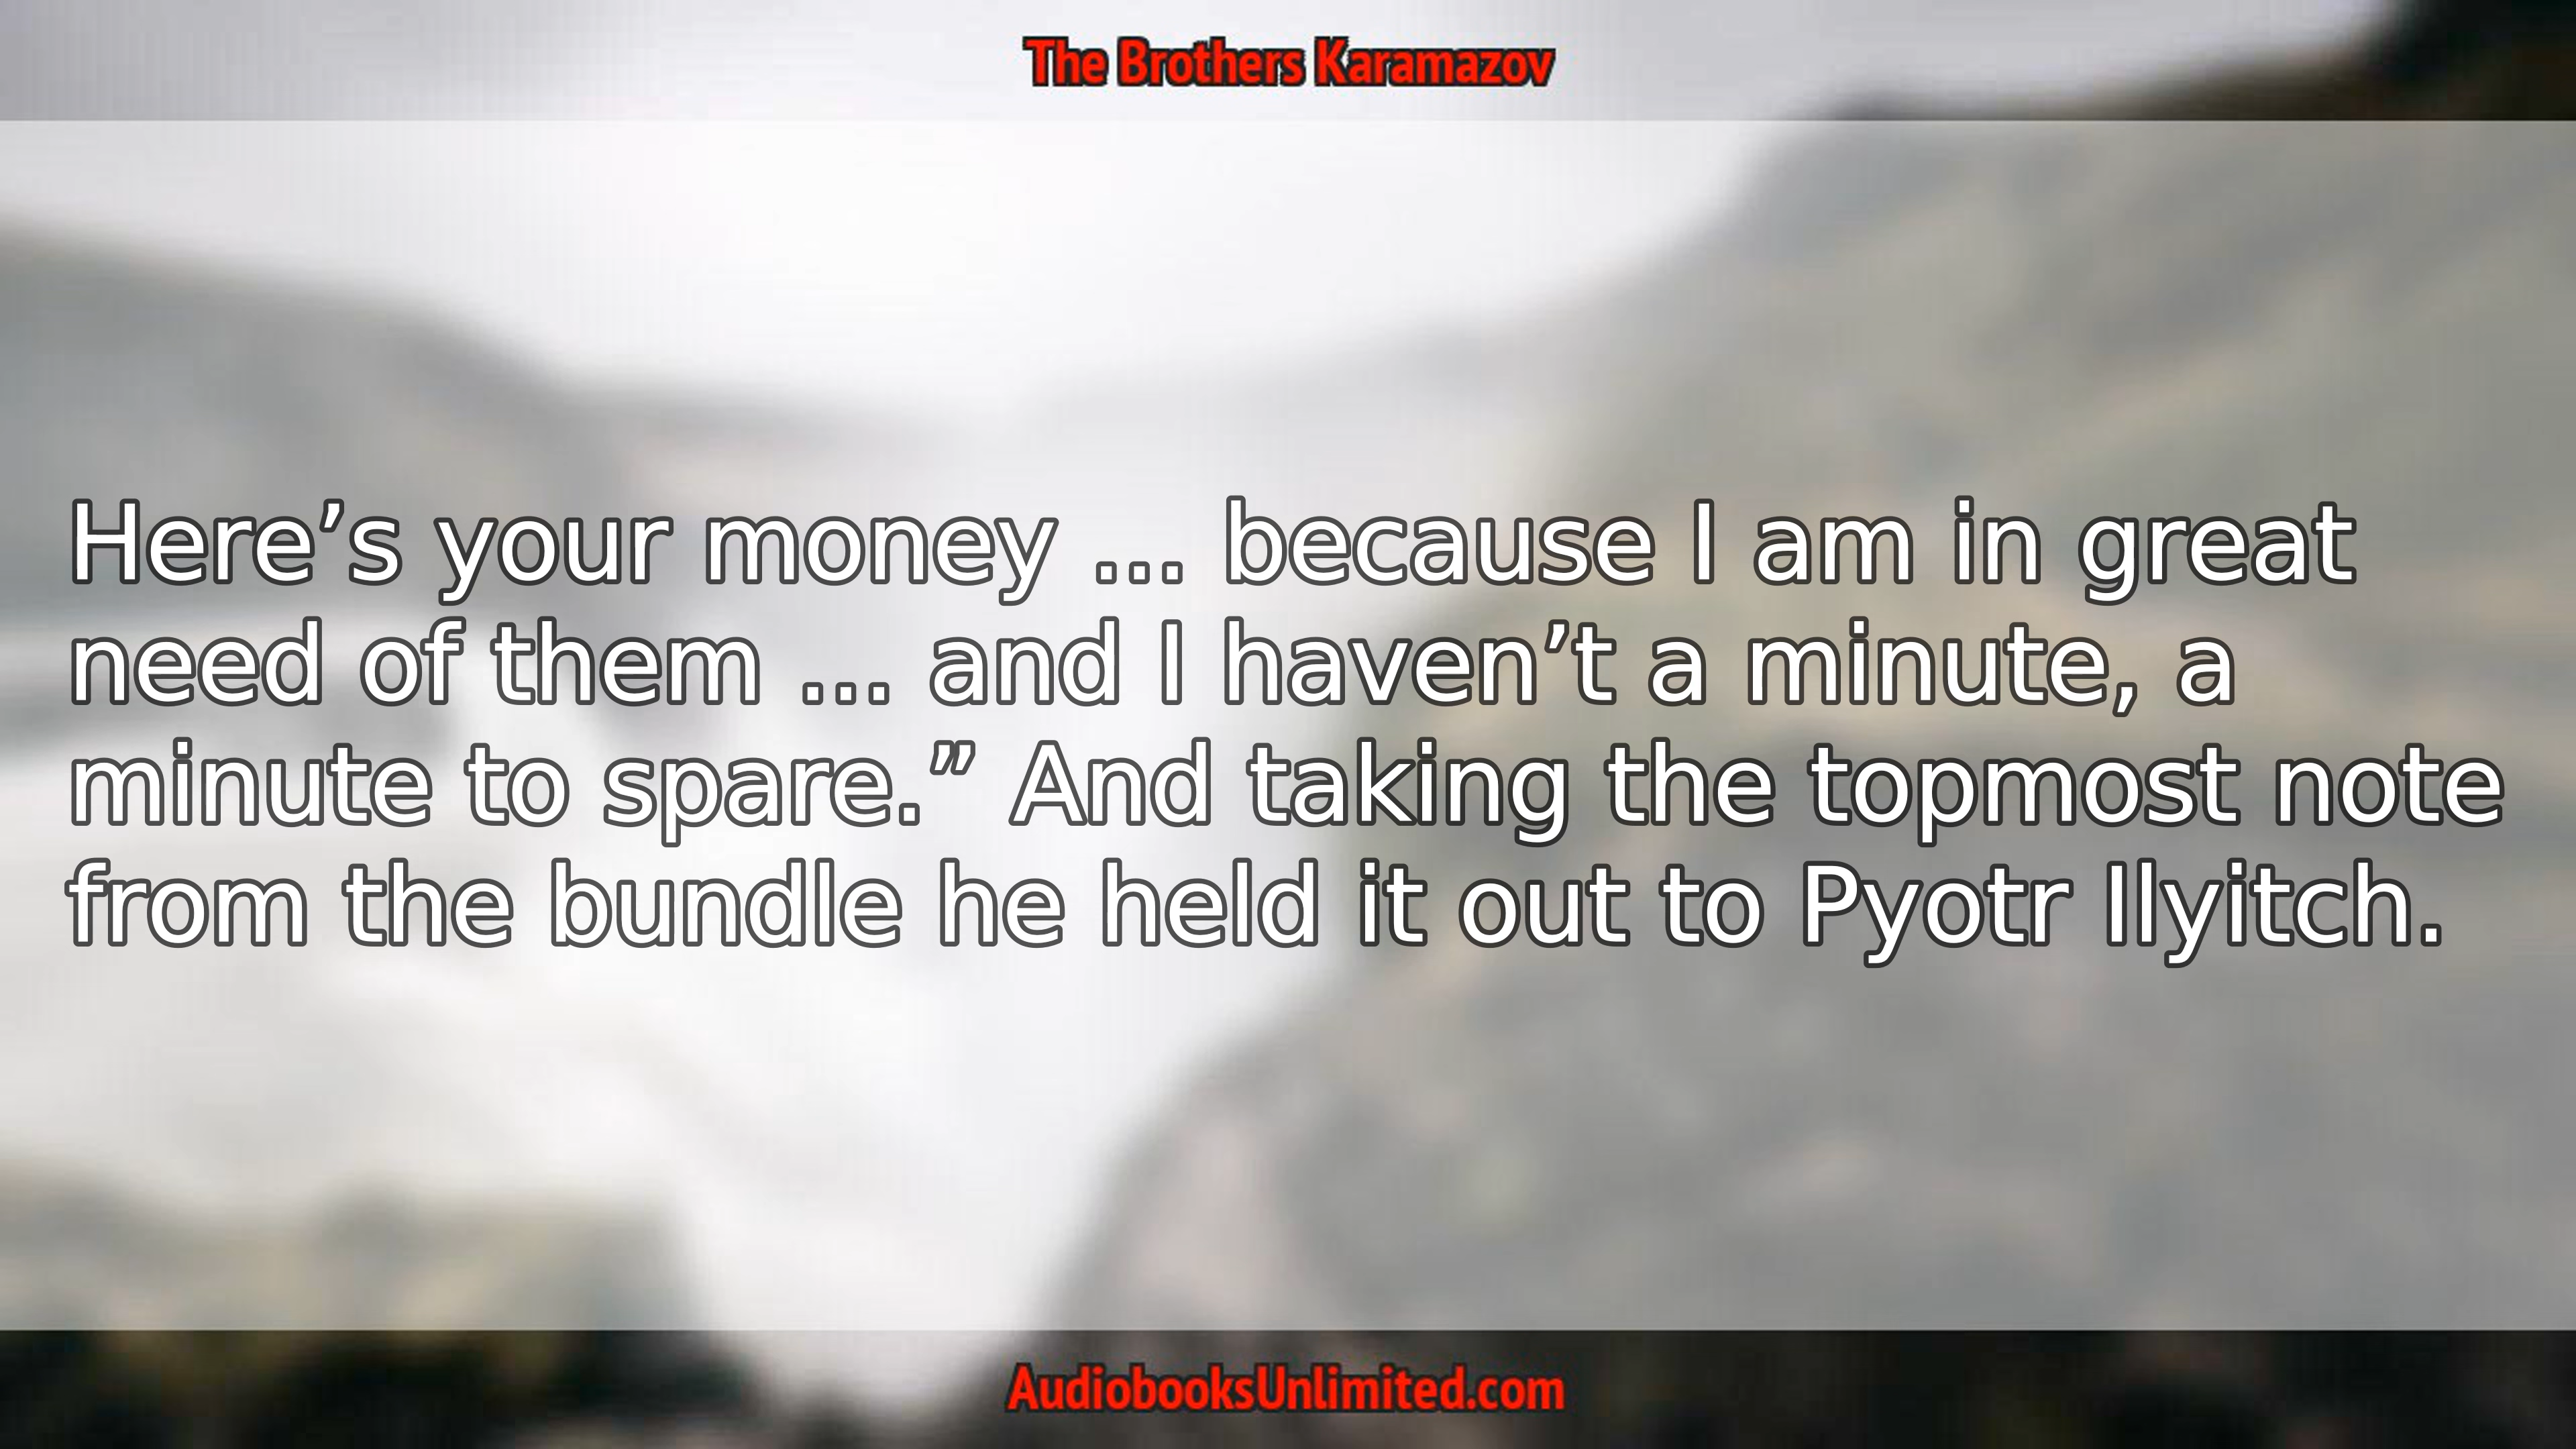 The Brothers Karamazov
Here’s your money ... because I am in great
need of them ... and I haven’t a minute, a
minute to spare.” And taking the topmost note
from the bundle he held it out to Pyotr Ilyitch.
AudiobooksUnlimited.com